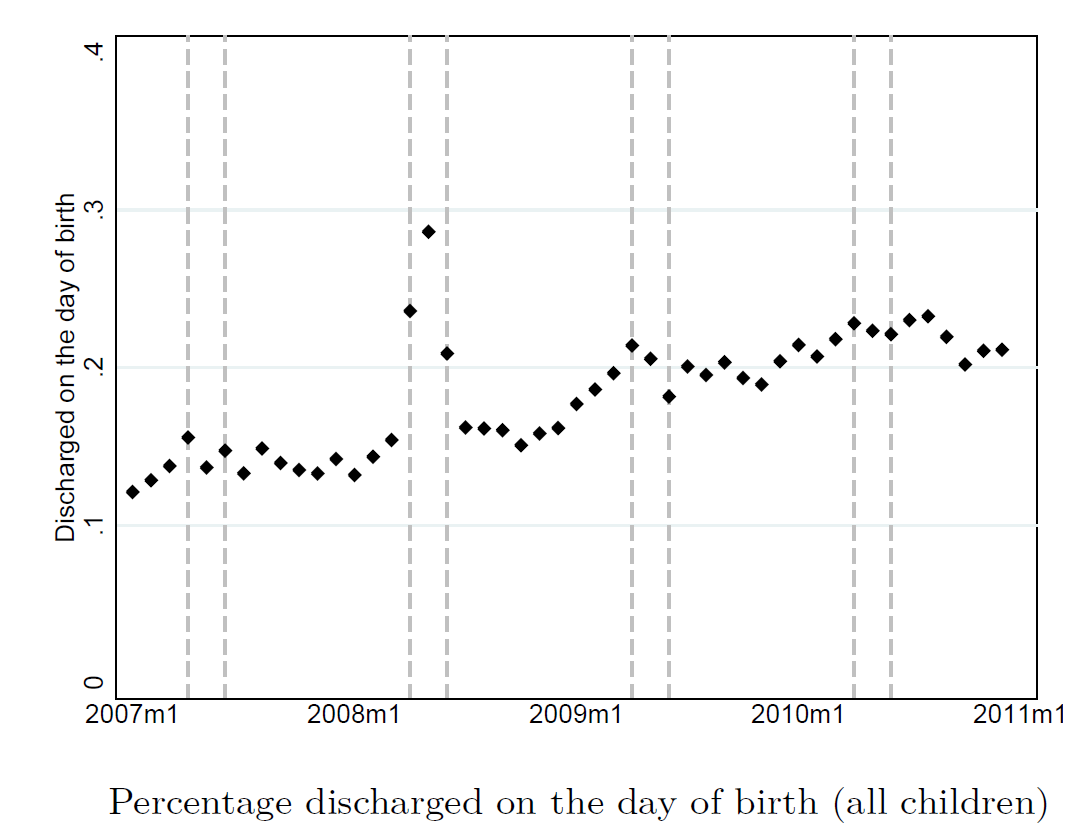 .4
.3
.2
.1
0
Discharged on the day of birth
2007m1 2008m1 2009m1 2010m1 2011m1
Percentage discharged on the day of birth (all children)